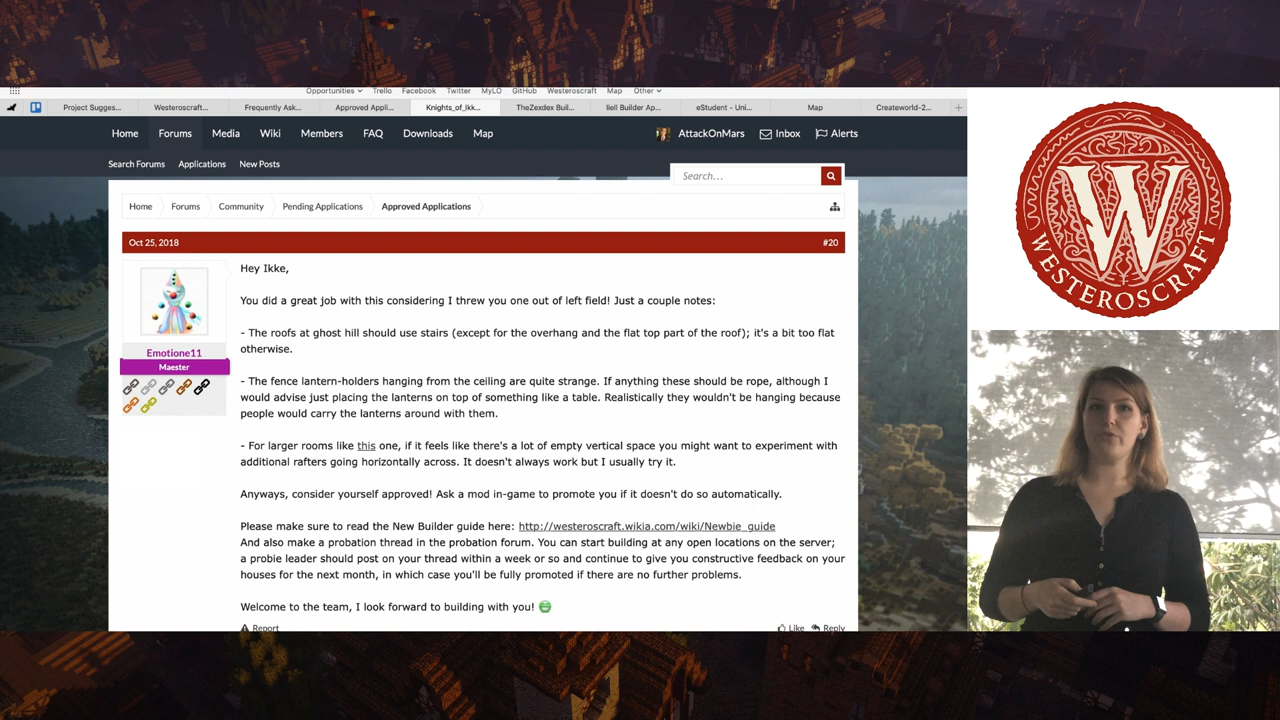 Opportunities Trello Facebook Twitter MyLO GitHub Westeroscraft Map Other
Project Sugges... Westeroscraft... Frequently Ask... Approved Appli... Knights_of_Ikk... TheZexdex Buil... liell Builder Ap... eStudent - Uni... Map Createworld-2...
Home Forums Media Wiki Members FAQ Downloads Map AttackOnMars Inbox Alerts
Search Forums Applications New Posts
Search...
Home Forums Community Pending Applications Approved Applications
Oct 25, 2018 #20
Emotione11
Maester
Hey Ikke,
You did a great job with this considering I threw you one out of left field! Just a couple notes:
- The roofs at ghost hill should use stairs (except for the overhang and the flat top part of the roof); it's a bit too flat
otherwise.
- The fence lantern-holders hanging from the ceiling are quite strange. If anything these should be rope, although I
would advise just placing the lanterns on top of something like a table. Realistically they wouldn't be hanging because
people would carry the lanterns around with them.
- For larger rooms like this one, if it feels like there's a lot of empty vertical space you might want to experiment with
additional rafters going horizontally across. It doesn't always work but I usually try it.
Anyways, consider yourself approved! Ask a mod in-game to promote you if it doesn't do so automatically.
Please make sure to read the New Builder guide here: http://westeroscraft.wikia.com/wiki/Newbie_guide
And also make a probation thread in the probation forum. You can start building at any open locations on the server;
a probie leader should post on your thread within a week or so and continue to give you constructive feedback on your
houses for the next month, in which case you'll be fully promoted if there are no further problems.
Welcome to the team, I look forward to building with you!
Report Like Reply
W
WESTEROSCRAFT